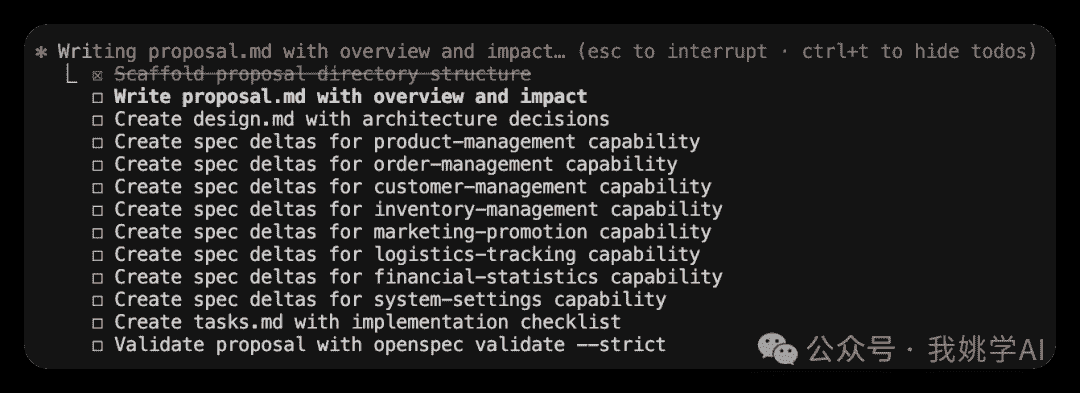 * Writing proposal.md with overview and impact… (esc to interrupt · ctrl+t to hide todos)
⎿ ☒ Scaffold proposal directory structure
☐ Write proposal.md with overview and impact
☐ Create design.md with architecture decisions
☐ Create spec deltas for product-management capability
☐ Create spec deltas for order-management capability
☐ Create spec deltas for customer-management capability
☐ Create spec deltas for inventory-management capability
☐ Create spec deltas for marketing-promotion capability
☐ Create spec deltas for logistics-tracking capability
☐ Create spec deltas for financial-statistics capability
☐ Create spec deltas for system-settings capability
☐ Create tasks.md with implementation checklist
☐ Validate proposal with openspec validate --strict
公众号 · 我姚学AI